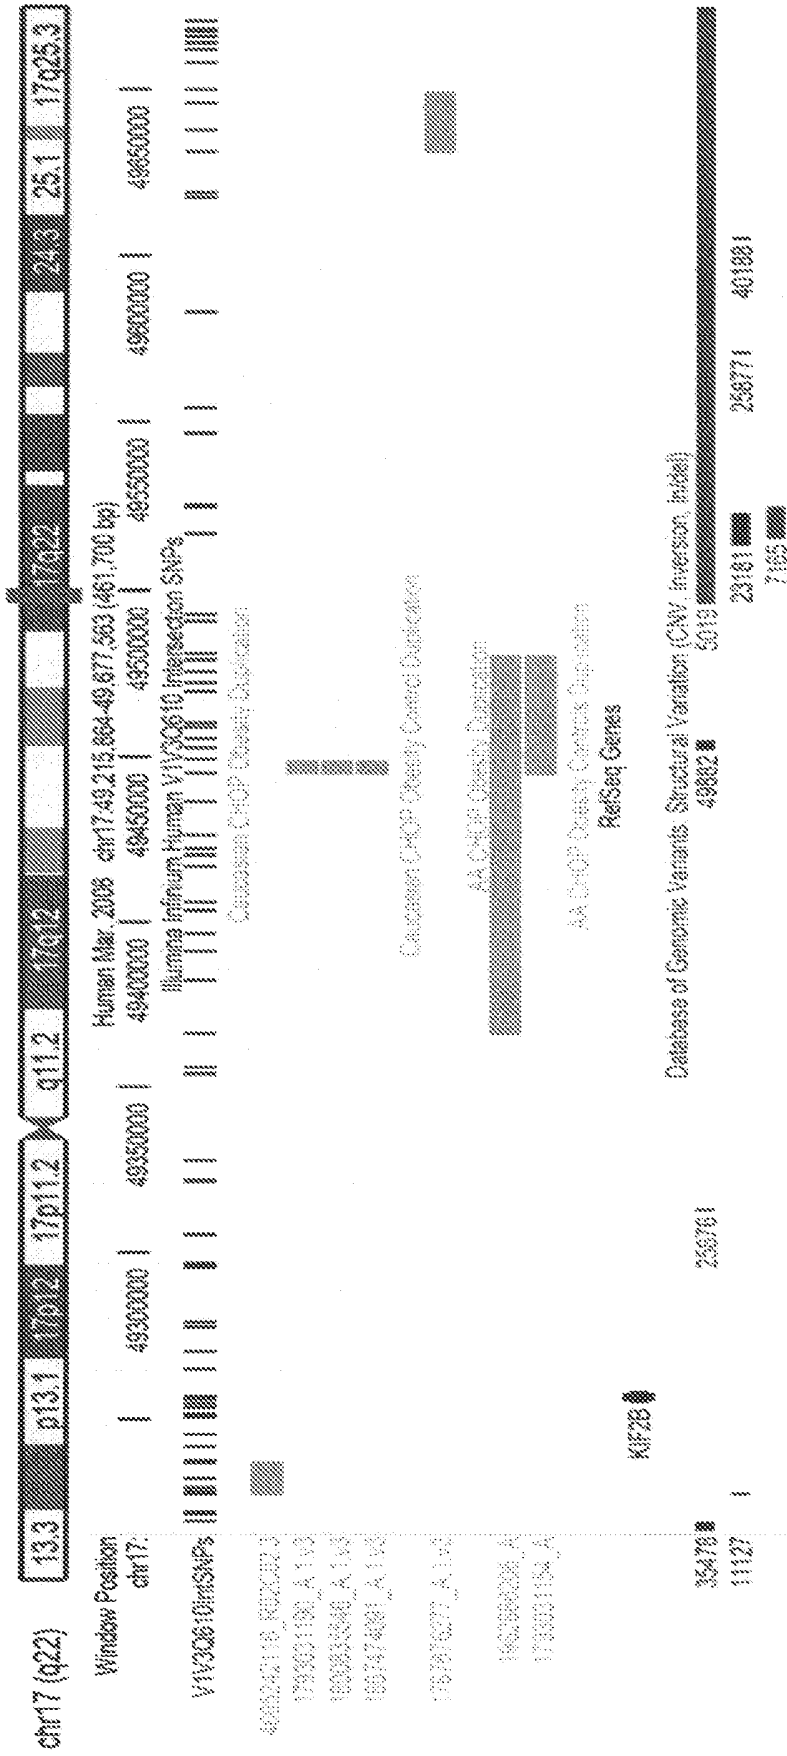 chr17 (q22)
13.3 p13.1 17p12 17p11.2 q11.2 17q12 17q22 24.3 25.1 17q25.3
Window Position Human Mar. 2006 chr17:49,215,864-49,677,563 (461,700 bp)
chr17: 49300000 49350000 49400000 49450000 49500000 49550000 49600000 49650000
Illumina Infinium Human V1V3Q610 Intersection SNPs
V1V3Q610IntSNPs
Caucasian CHOP Obesity Duplication
Caucasian CHOP Obesity Control Duplication
AA CHOP Obesity Duplication
AA CHOP Obesity Controls Duplication
RefSeq Genes
KIF2B
Database of Genomic Variants: Structural Variation (CNV, Inversion, In/del)
35478 258761 49882 5019
11127 23181 258771 401881
7165